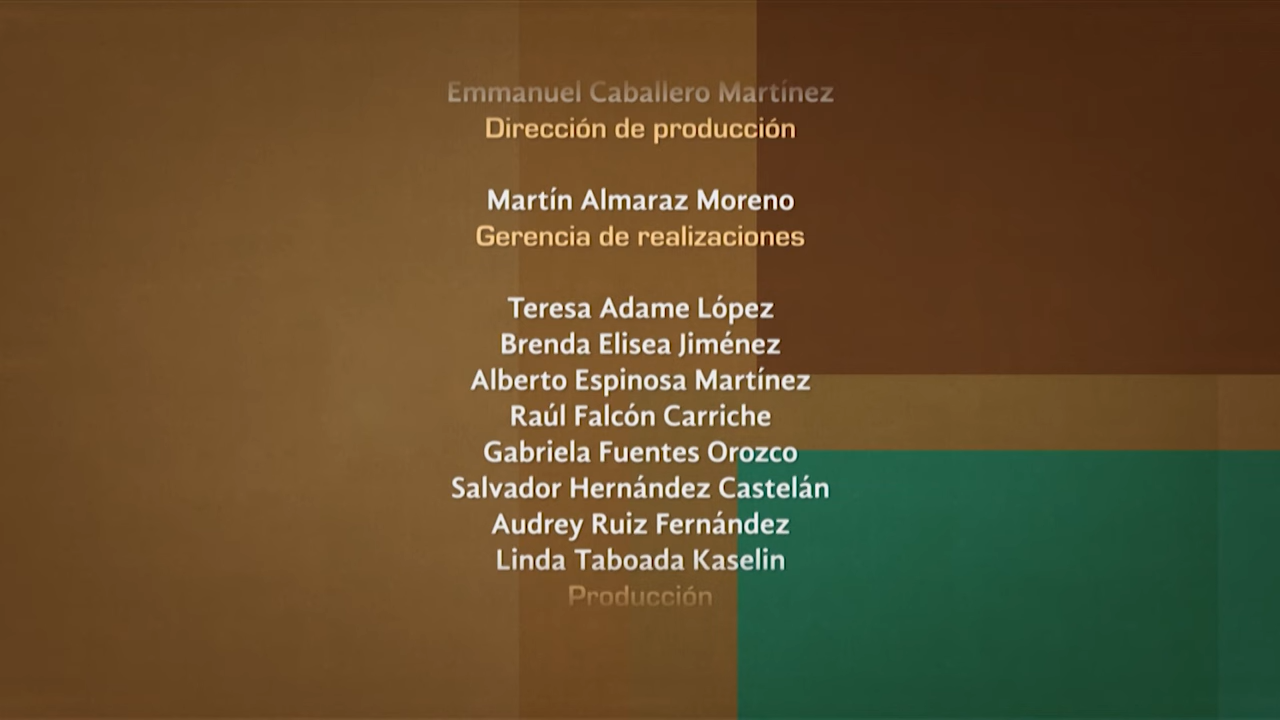 Emmanuel Caballero Martínez
Dirección de producción
Martín Almaraz Moreno
Gerencia de realizaciones
Teresa Adame López
Brenda Elisea Jiménez
Alberto Espinosa Martínez
Raúl Falcón Carriche
Gabriela Fuentes Orozco
Salvador Hernández Castelán
Audrey Ruiz Fernández
Linda Taboada Kaselin
Producción